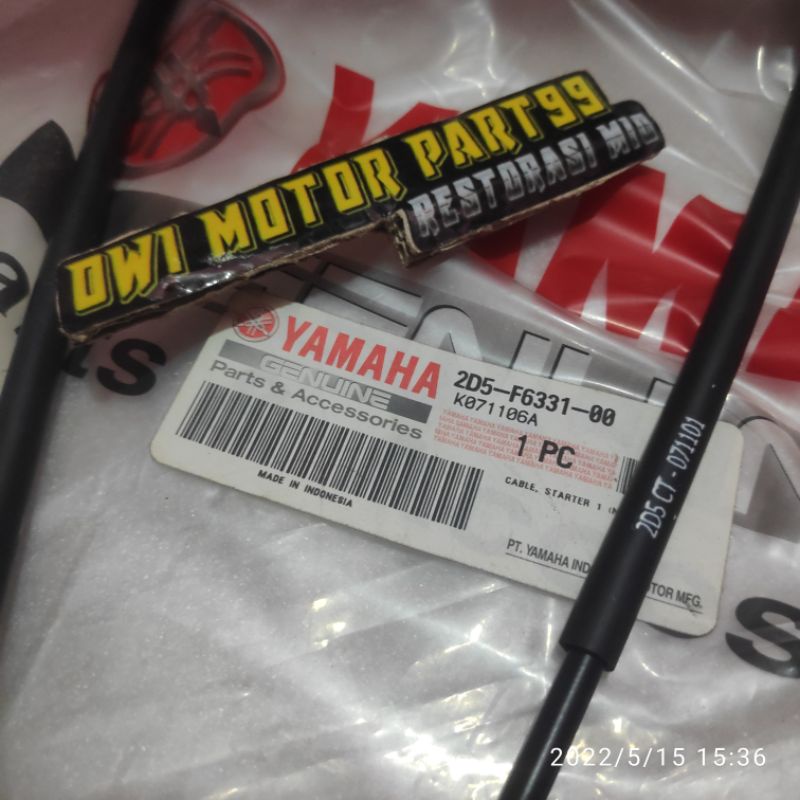 DWI MOTOR PART99
RESTORASI MIO
YAMAHA
GENUINE
Parts & Accessories
2D5-F6331-00
K071106A
1 PC
CABLE, STARTER 1
MADE IN INDONESIA
PT. YAMAHA IND
TOR MFG.
2D5 CT - 071101
2022/5/15 15:36